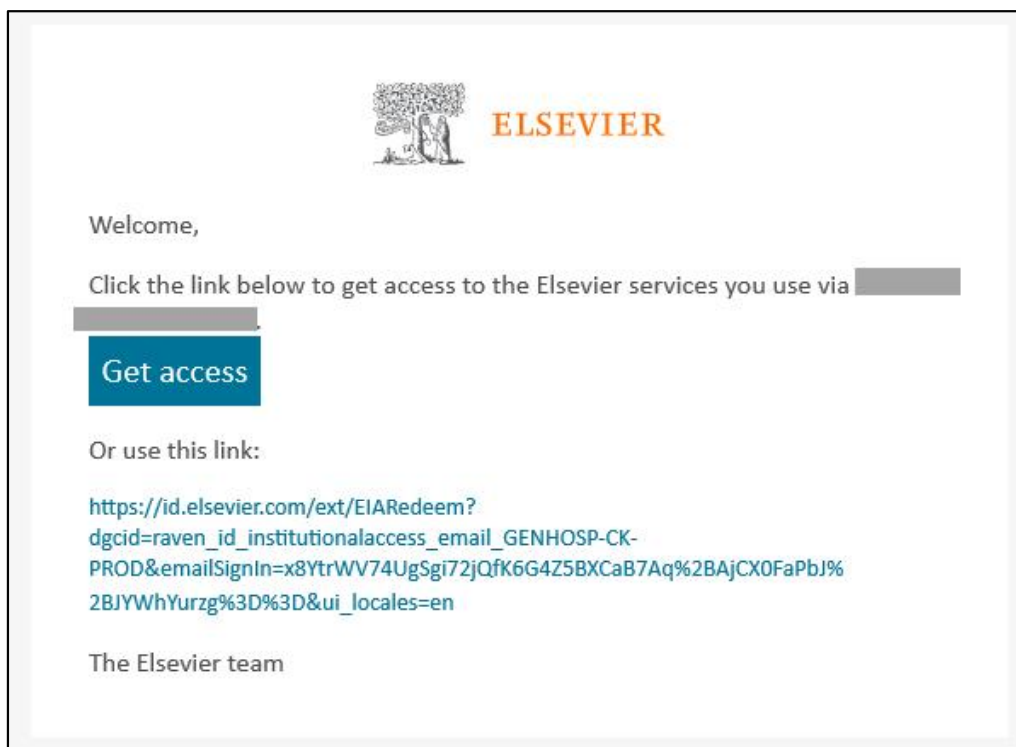 ELSEVIER
Welcome,
Click the link below to get access to the Elsevier services you use via
.
Get access
Or use this link:
https://id.elsevier.com/ext/EIARedeem?
dgcid=raven_id_institutionalaccess_email_GENHOSP-CK-
PROD&emailSignIn=x8YtrWV74UgSgi72jQfK6G4Z5BXCaB7Aq%2BAjCX0FaPbJ%
2BJYWhYurzg%3D%3D&ui_locales=en
The Elsevier team